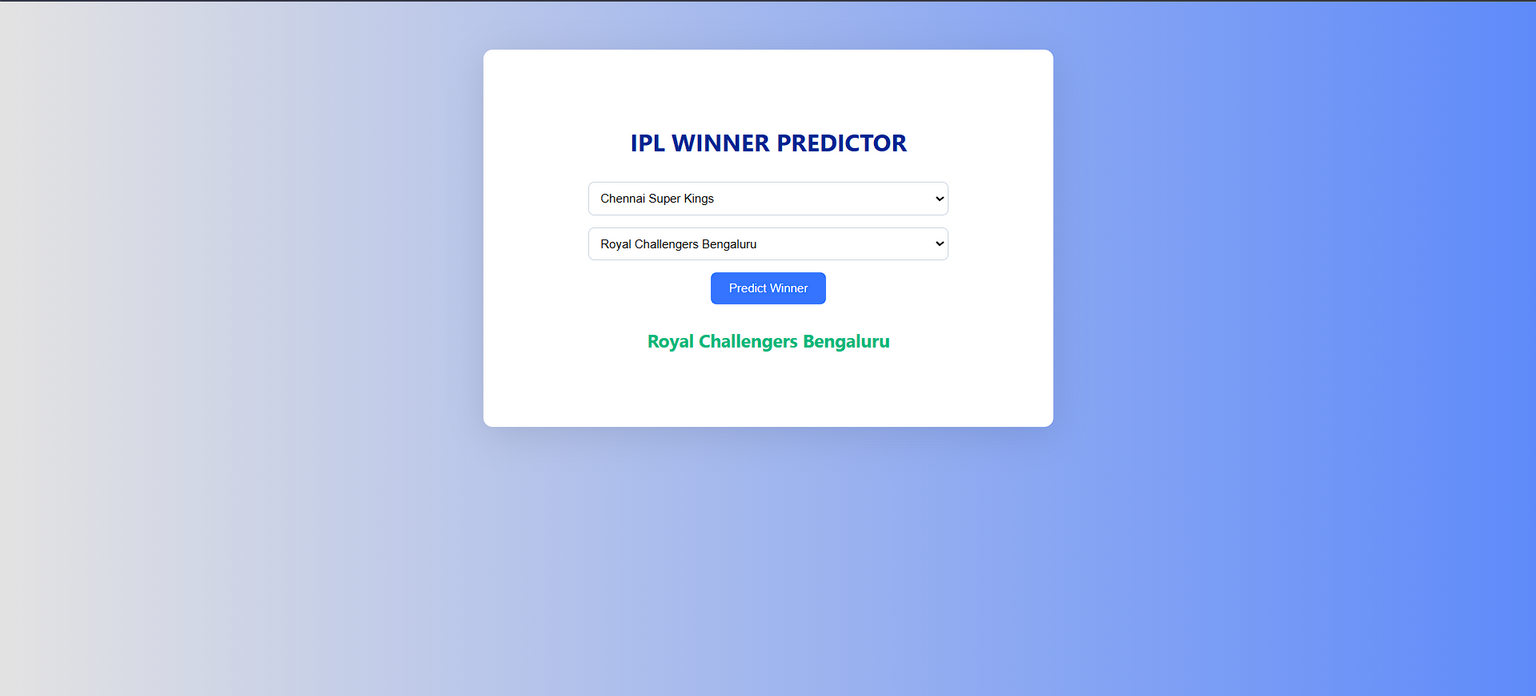 IPL WINNER PREDICTOR
Chennai Super Kings
Royal Challengers Bengaluru
Predict Winner
Royal Challengers Bengaluru